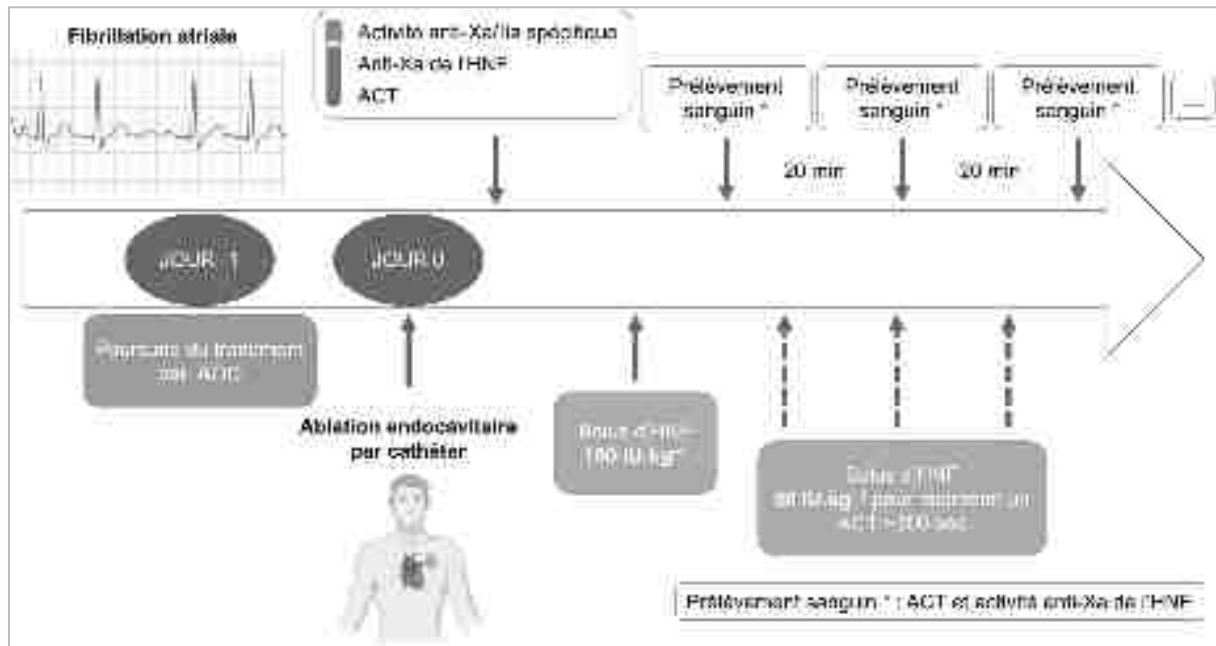 Fibrillation atriale
Activité anti-Xa/IIa spécifique
Anti-Xa de l'HNF
ACT
Prélèvement
sanguin *
Prélèvement
sanguin *
Prélèvement
sanguin *
...
20 min
20 min
JOUR -1
JOUR 0
Poursuite du traitement
par AOD
Ablation endocavitaire
par cathéter
Bolus d'HNF
100 IU.kg⁻¹
Bolus d'HNF
pour maintenir un
ACT >300 sec
Prélèvement sanguin * : ACT et activité anti-Xa de l'HNF